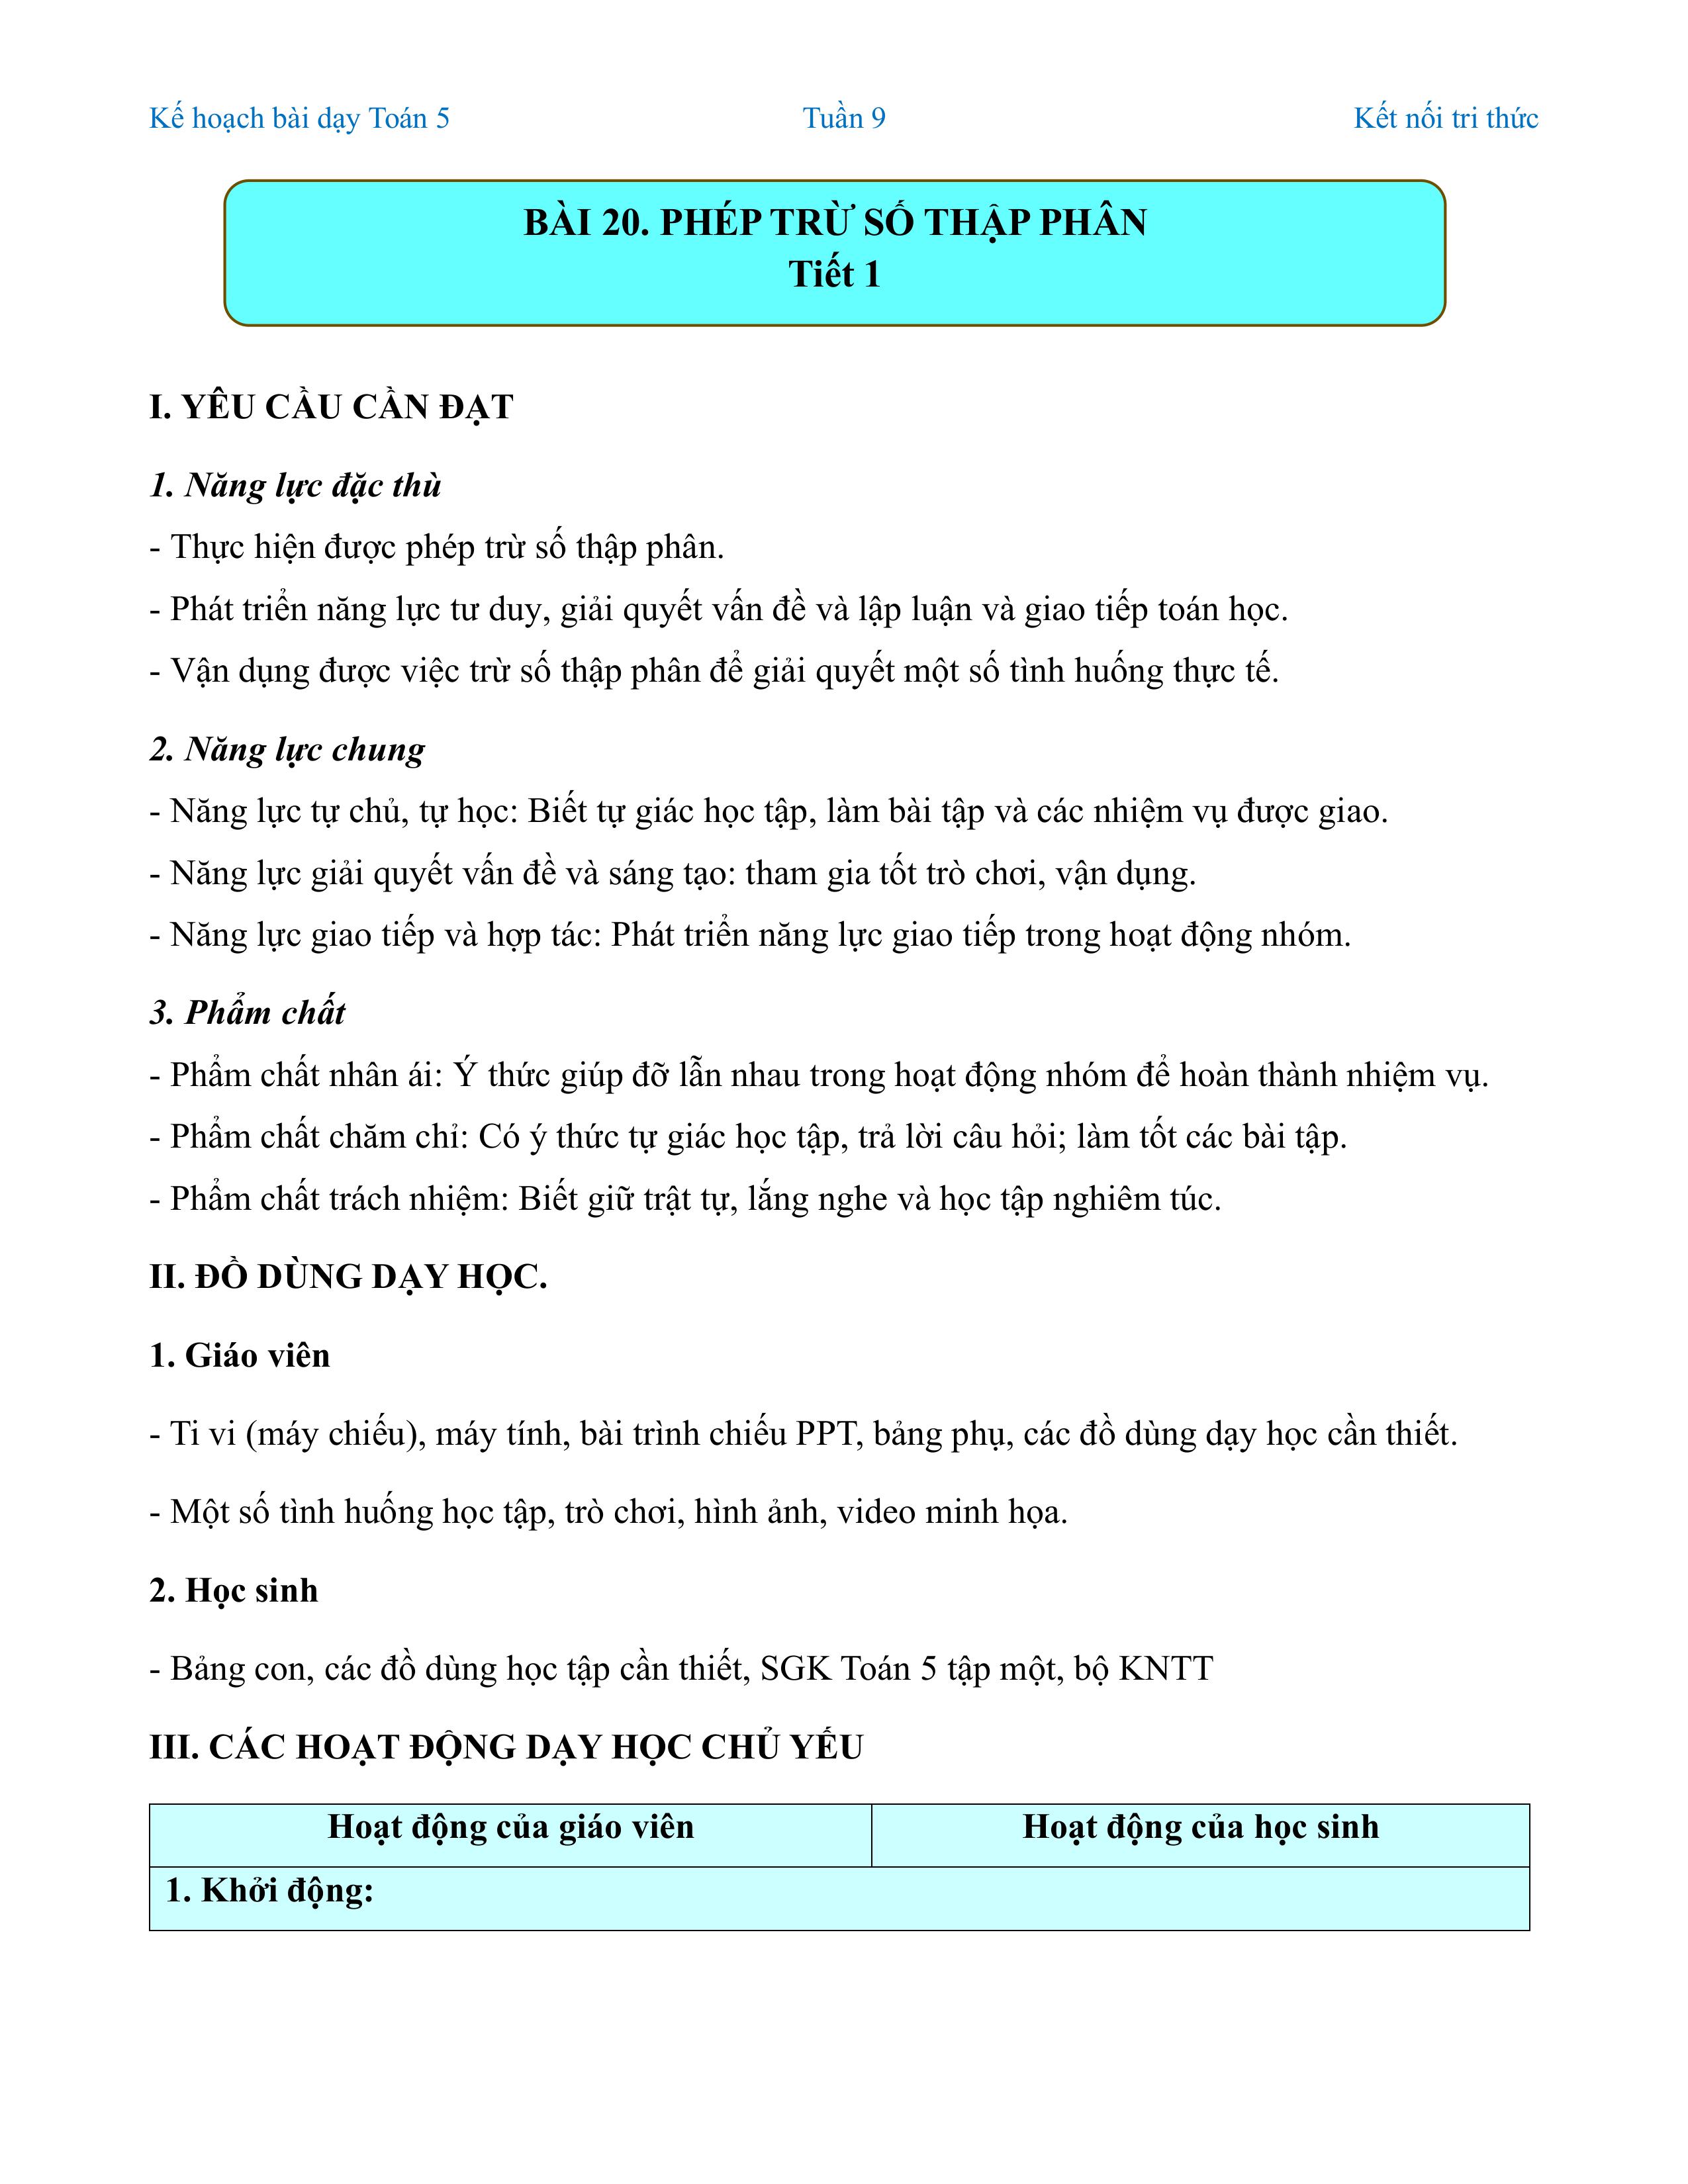 Kế hoạch bài dạy Toán 5 Tuần 9 Kết nối tri thức
BÀI 20. PHÉP TRỪ SỐ THẬP PHÂN
Tiết 1
I. YÊU CẦU CẦN ĐẠT
1. Năng lực đặc thù
- Thực hiện được phép trừ số thập phân.
- Phát triển năng lực tư duy, giải quyết vấn đề và lập luận và giao tiếp toán học.
- Vận dụng được việc trừ số thập phân để giải quyết một số tình huống thực tế.
2. Năng lực chung
- Năng lực tự chủ, tự học: Biết tự giác học tập, làm bài tập và các nhiệm vụ được giao.
- Năng lực giải quyết vấn đề và sáng tạo: tham gia tốt trò chơi, vận dụng.
- Năng lực giao tiếp và hợp tác: Phát triển năng lực giao tiếp trong hoạt động nhóm.
3. Phẩm chất
- Phẩm chất nhân ái: Ý thức giúp đỡ lẫn nhau trong hoạt động nhóm để hoàn thành nhiệm vụ.
- Phẩm chất chăm chỉ: Có ý thức tự giác học tập, trả lời câu hỏi; làm tốt các bài tập.
- Phẩm chất trách nhiệm: Biết giữ trật tự, lắng nghe và học tập nghiêm túc.
II. ĐỒ DÙNG DẠY HỌC.
1. Giáo viên
- Ti vi (máy chiếu), máy tính, bài trình chiếu PPT, bảng phụ, các đồ dùng dạy học cần thiết.
- Một số tình huống học tập, trò chơi, hình ảnh, video minh họa.
2. Học sinh
- Bảng con, các đồ dùng học tập cần thiết, SGK Toán 5 tập một, bộ KNTT
III. CÁC HOẠT ĐỘNG DẠY HỌC CHỦ YẾU
Hoạt động của giáo viên Hoạt động của học sinh
1. Khởi động: